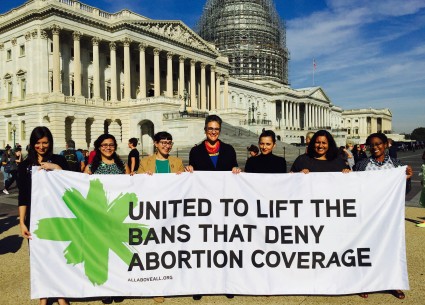 UNITED TO LIFT THE
BANS THAT DENY
ABORTION COVERAGE
ALLABOVEALL.ORG